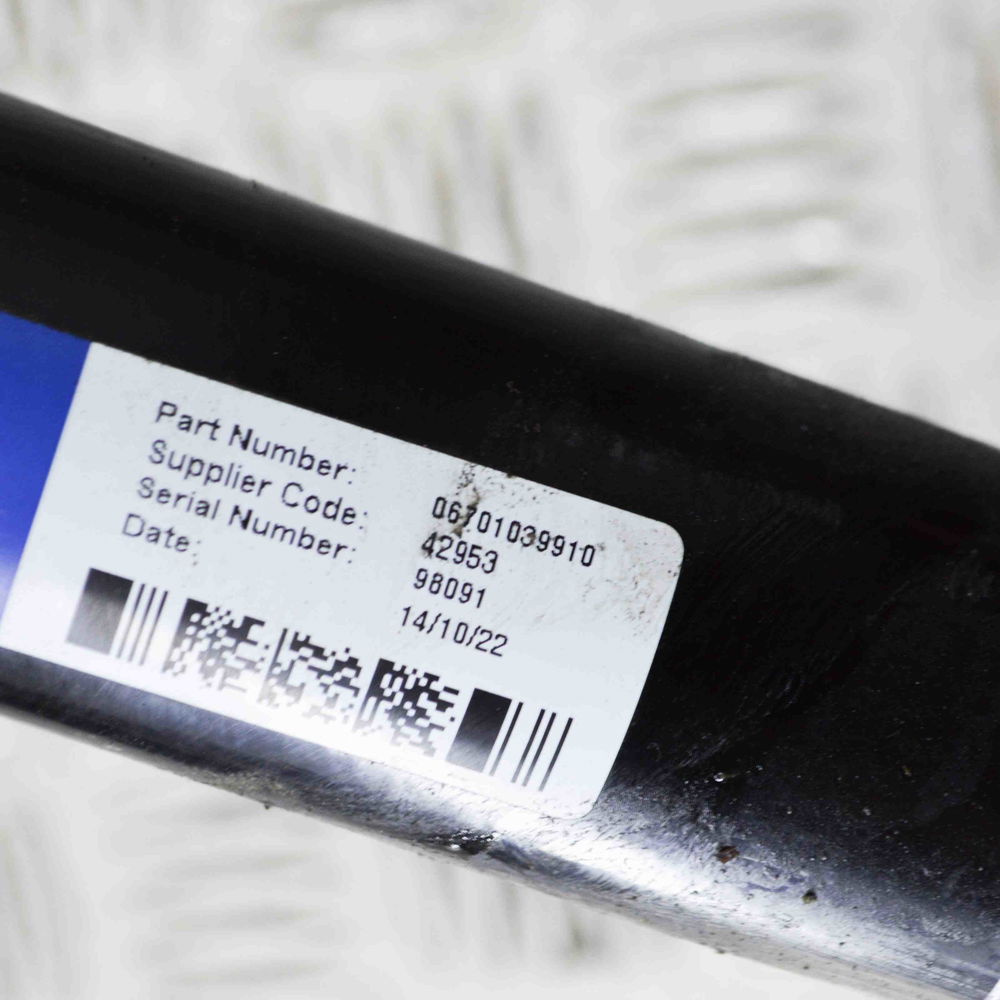 Part Number: 06701039910
Supplier Code: 42953
Serial Number: 98091
Date: 14/10/22